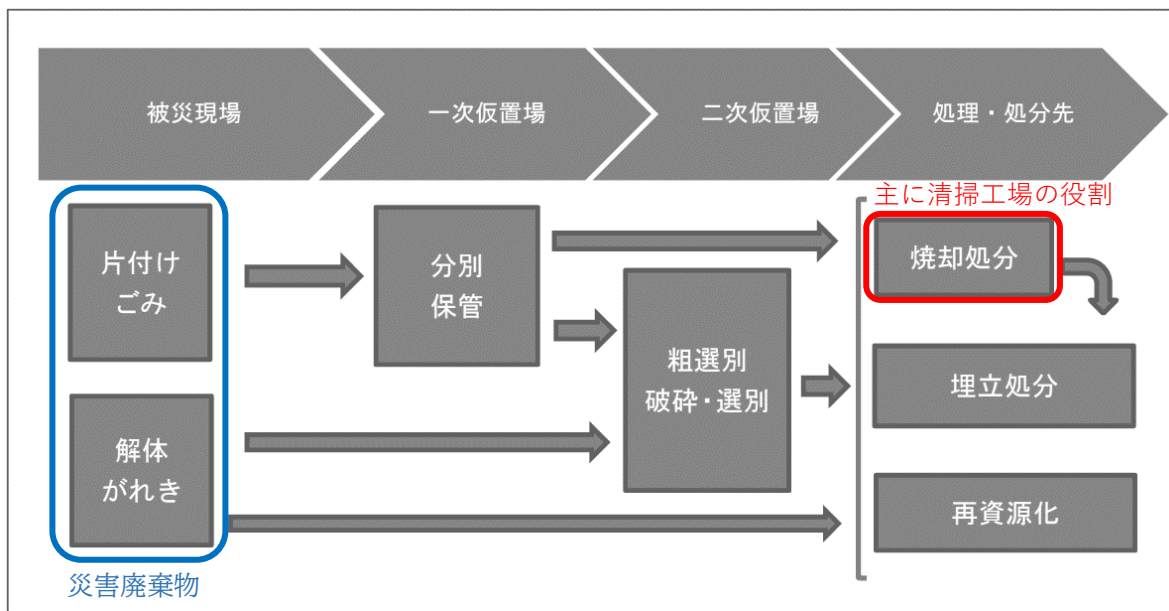 被災現場
一次仮置場
二次仮置場
処理・処分先
主に清掃工場の役割
片付け
ごみ
分別
保管
焼却処分
粗選別
破砕・選別
埋立処分
解体
がれき
再資源化
災害廃棄物